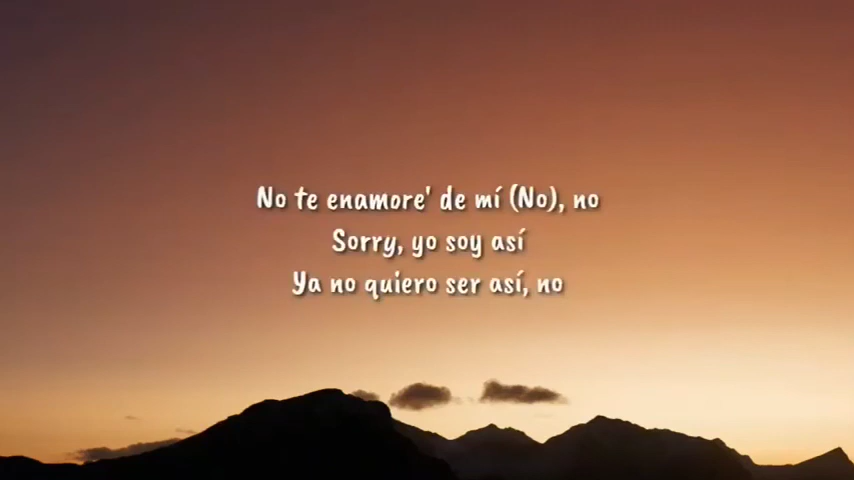 No te enamore' de mí (No), no
Sorry, yo soy así
Ya no quiero ser así, no